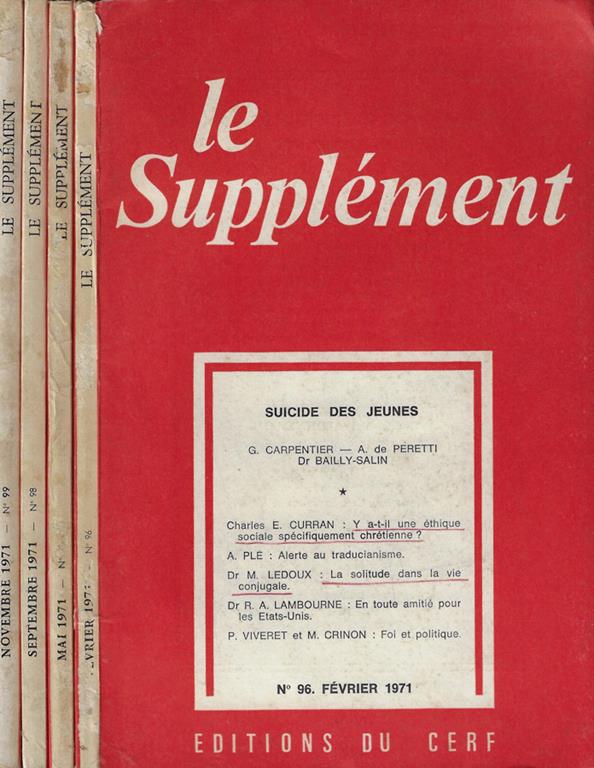 NOVEMBRE 1971 — N° 99 LE SUPPLÉMENT
SEPTEMBRE 1971 — N° 98 LE SUPPLÉMENT
MAI 1971 — N° LE SUPPLÉMENT
LE SUPPLÉMENT
N° 96
le
Supplément
SUICIDE DES JEUNES
G. CARPENTIER — A. de PERETTI
Dr BAILLY-SALIN
★
Charles E. CURRAN : Y a-t-il une éthique
sociale spécifiquement chrétienne ?
A. PLE : Alerte au traducianisme.
Dr M. LEDOUX : La solitude dans la vie
conjugale.
Dr R. A. LAMBOURNE : En toute amitié pour
les Etats-Unis.
P. VIVERET et M. CRINON : Foi et politique.
N° 96. FÉVRIER 1971
EDITIONS DU CERF